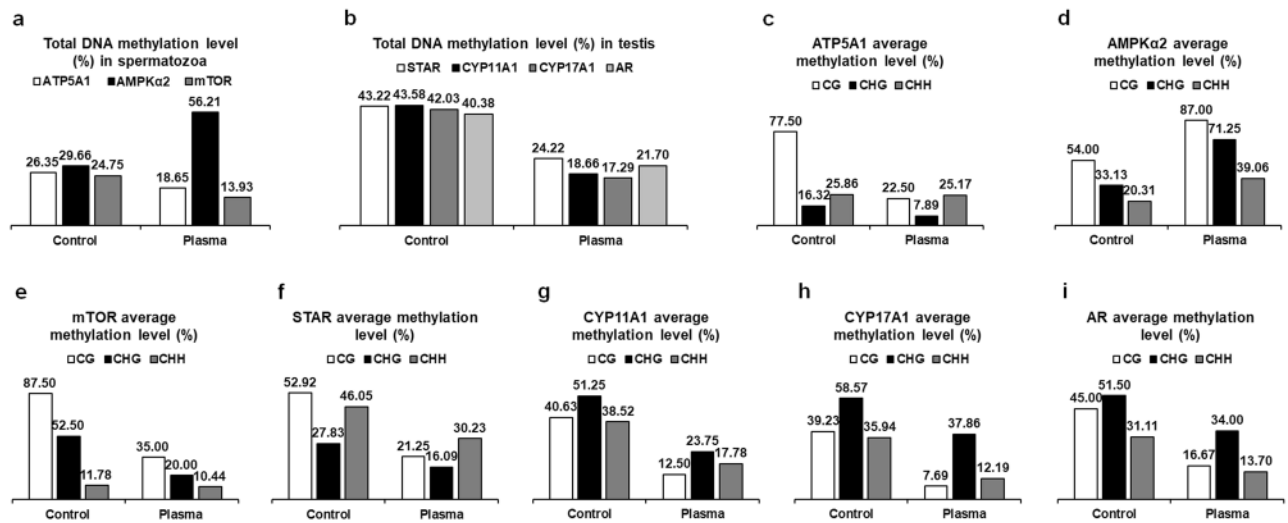 a
Total DNA methylation level
(%) in spermatozoa
ATP5A1 AMPKα2 mTOR
26.35 29.66 24.75 18.65 56.21 13.93
Control Plasma
b
Total DNA methylation level (%) in testis
STAR CYP11A1 CYP17A1 AR
43.22 43.58 42.03 40.38 24.22 18.66 17.29 21.70
Control Plasma
c
ATP5A1 average
methylation level (%)
CG CHG CHH
77.50 16.32 25.86 22.50 7.89 25.17
Control Plasma
d
AMPKα2 average
methylation level (%)
CG CHG CHH
54.00 33.13 20.31 87.00 71.25 39.06
Control Plasma
e
mTOR average
methylation level (%)
CG CHG CHH
87.50 52.50 11.78 35.00 20.00 10.44
Control Plasma
f
STAR average methylation
level (%)
CG CHG CHH
52.92 27.83 46.05 21.25 16.09 30.23
Control Plasma
g
CYP11A1 average
methylation level (%)
CG CHG CHH
40.63 51.25 38.52 12.50 23.75 17.78
Control Plasma
h
CYP17A1 average
methylation level (%)
CG CHG CHH
39.23 58.57 35.94 7.69 37.86 12.19
Control Plasma
i
AR average methylation
level (%)
CG CHG CHH
45.00 51.50 31.11 16.67 34.00 13.70
Control Plasma